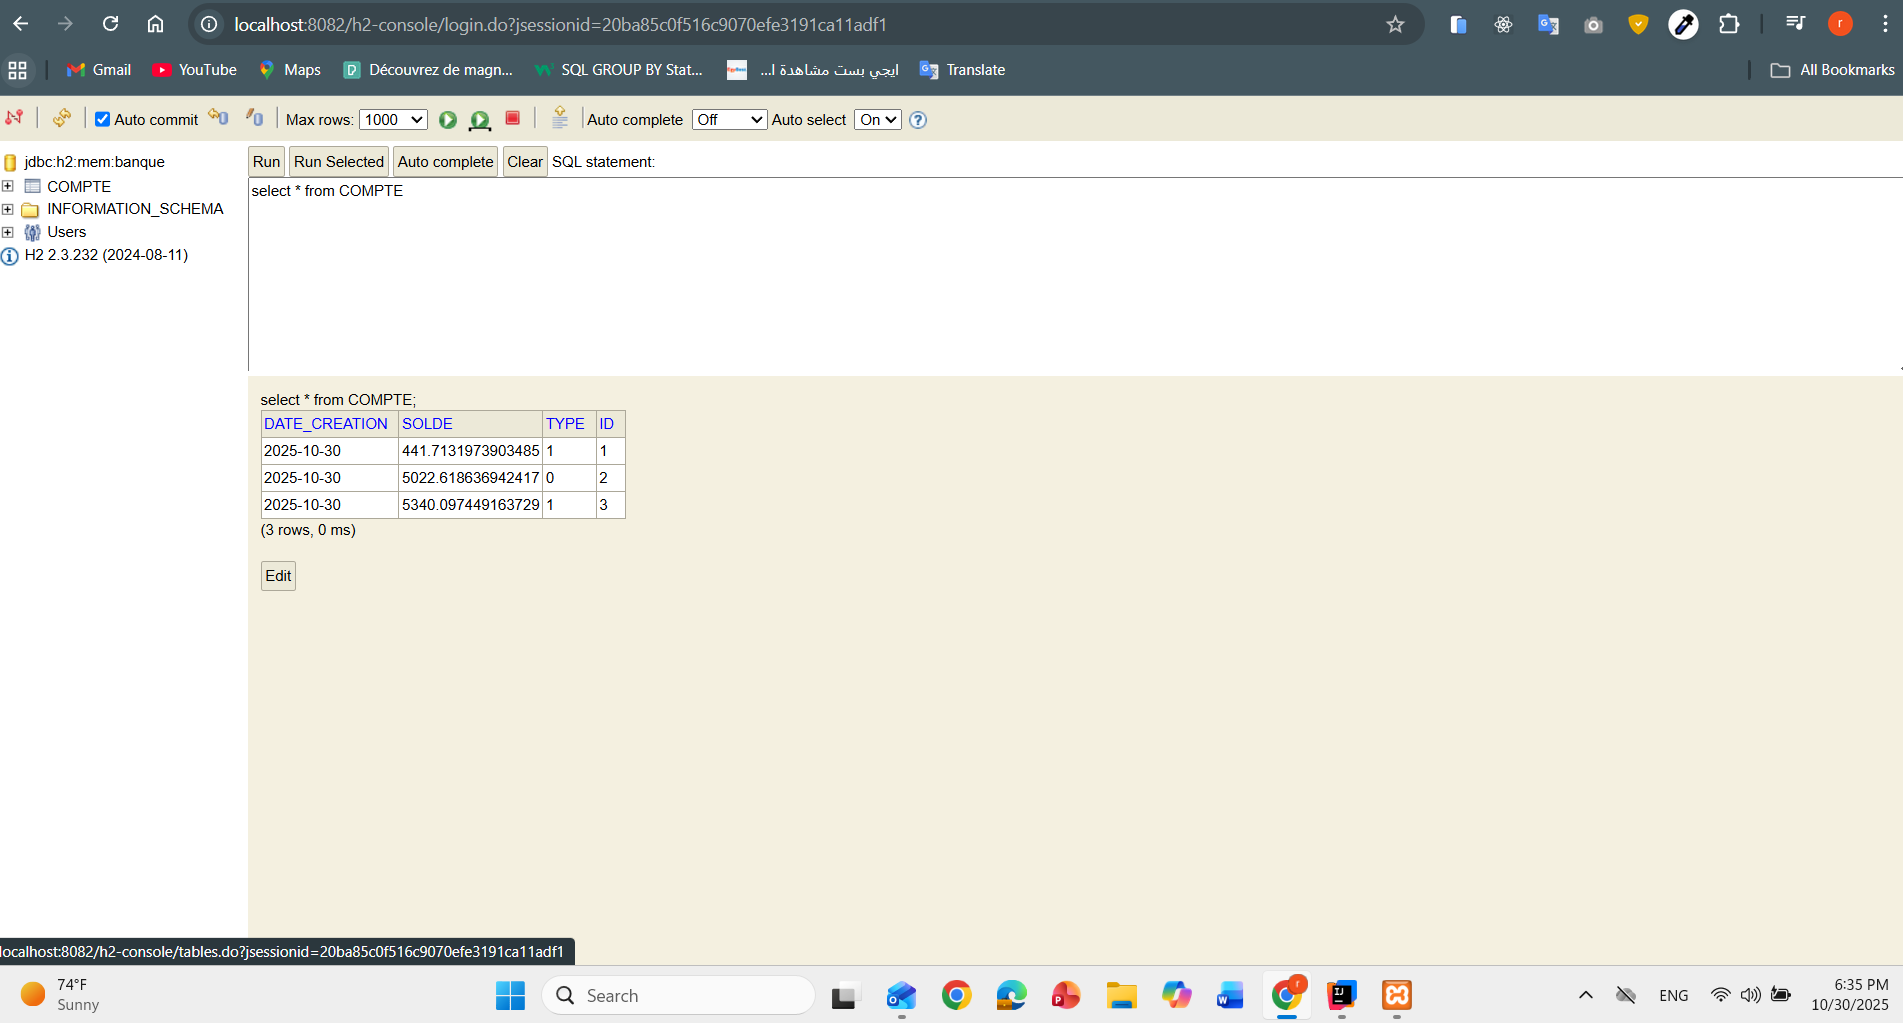 localhost:8082/h2-console/login.do?jsessionid=20ba85c0f516c9070efe3191ca11adf1
r
Gmail YouTube Maps Découvrez de magn... SQL GROUP BY Stat... ايجي بست مشاهدة ا... Translate All Bookmarks
Auto commit Max rows: 1000 Auto complete Off Auto select On
jdbc:h2:mem:banque
COMPTE
INFORMATION_SCHEMA
Users
H2 2.3.232 (2024-08-11)
Run Run Selected Auto complete Clear SQL statement:
select * from COMPTE
select * from COMPTE;
DATE_CREATION SOLDE TYPE ID
2025-10-30 441.7131973903485 1 1
2025-10-30 5022.618636942417 0 2
2025-10-30 5340.097449163729 1 3
(3 rows, 0 ms)
Edit
localhost:8082/h2-console/tables.do?jsessionid=20ba85c0f516c9070efe3191ca11adf1
74°F
Sunny
Search
ENG
6:35 PM
10/30/2025